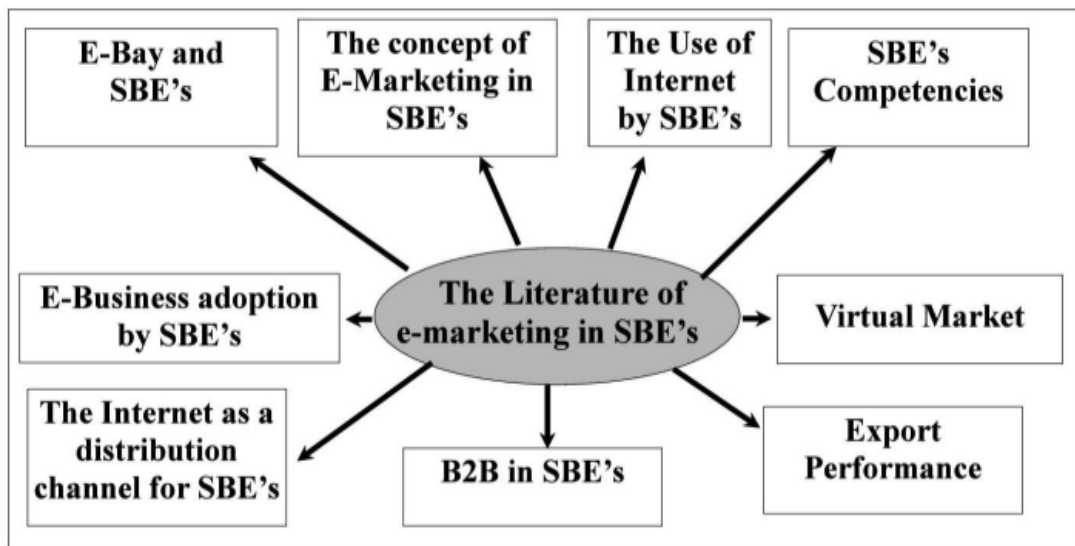 E-Bay and
SBE's
The concept of
E-Marketing in
SBE's
The Use of
Internet
by SBE's
SBE's
Competencies
The Literature of
e-marketing in SBE's
E-Business adoption
by SBE's
Virtual Market
The Internet as a
distribution
channel for SBE's
B2B in SBE's
Export
Performance